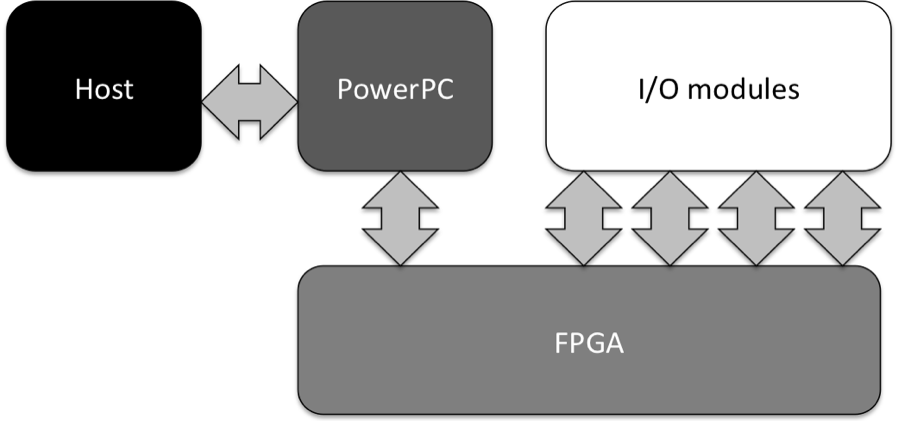 Host
PowerPC
I/O modules
FPGA